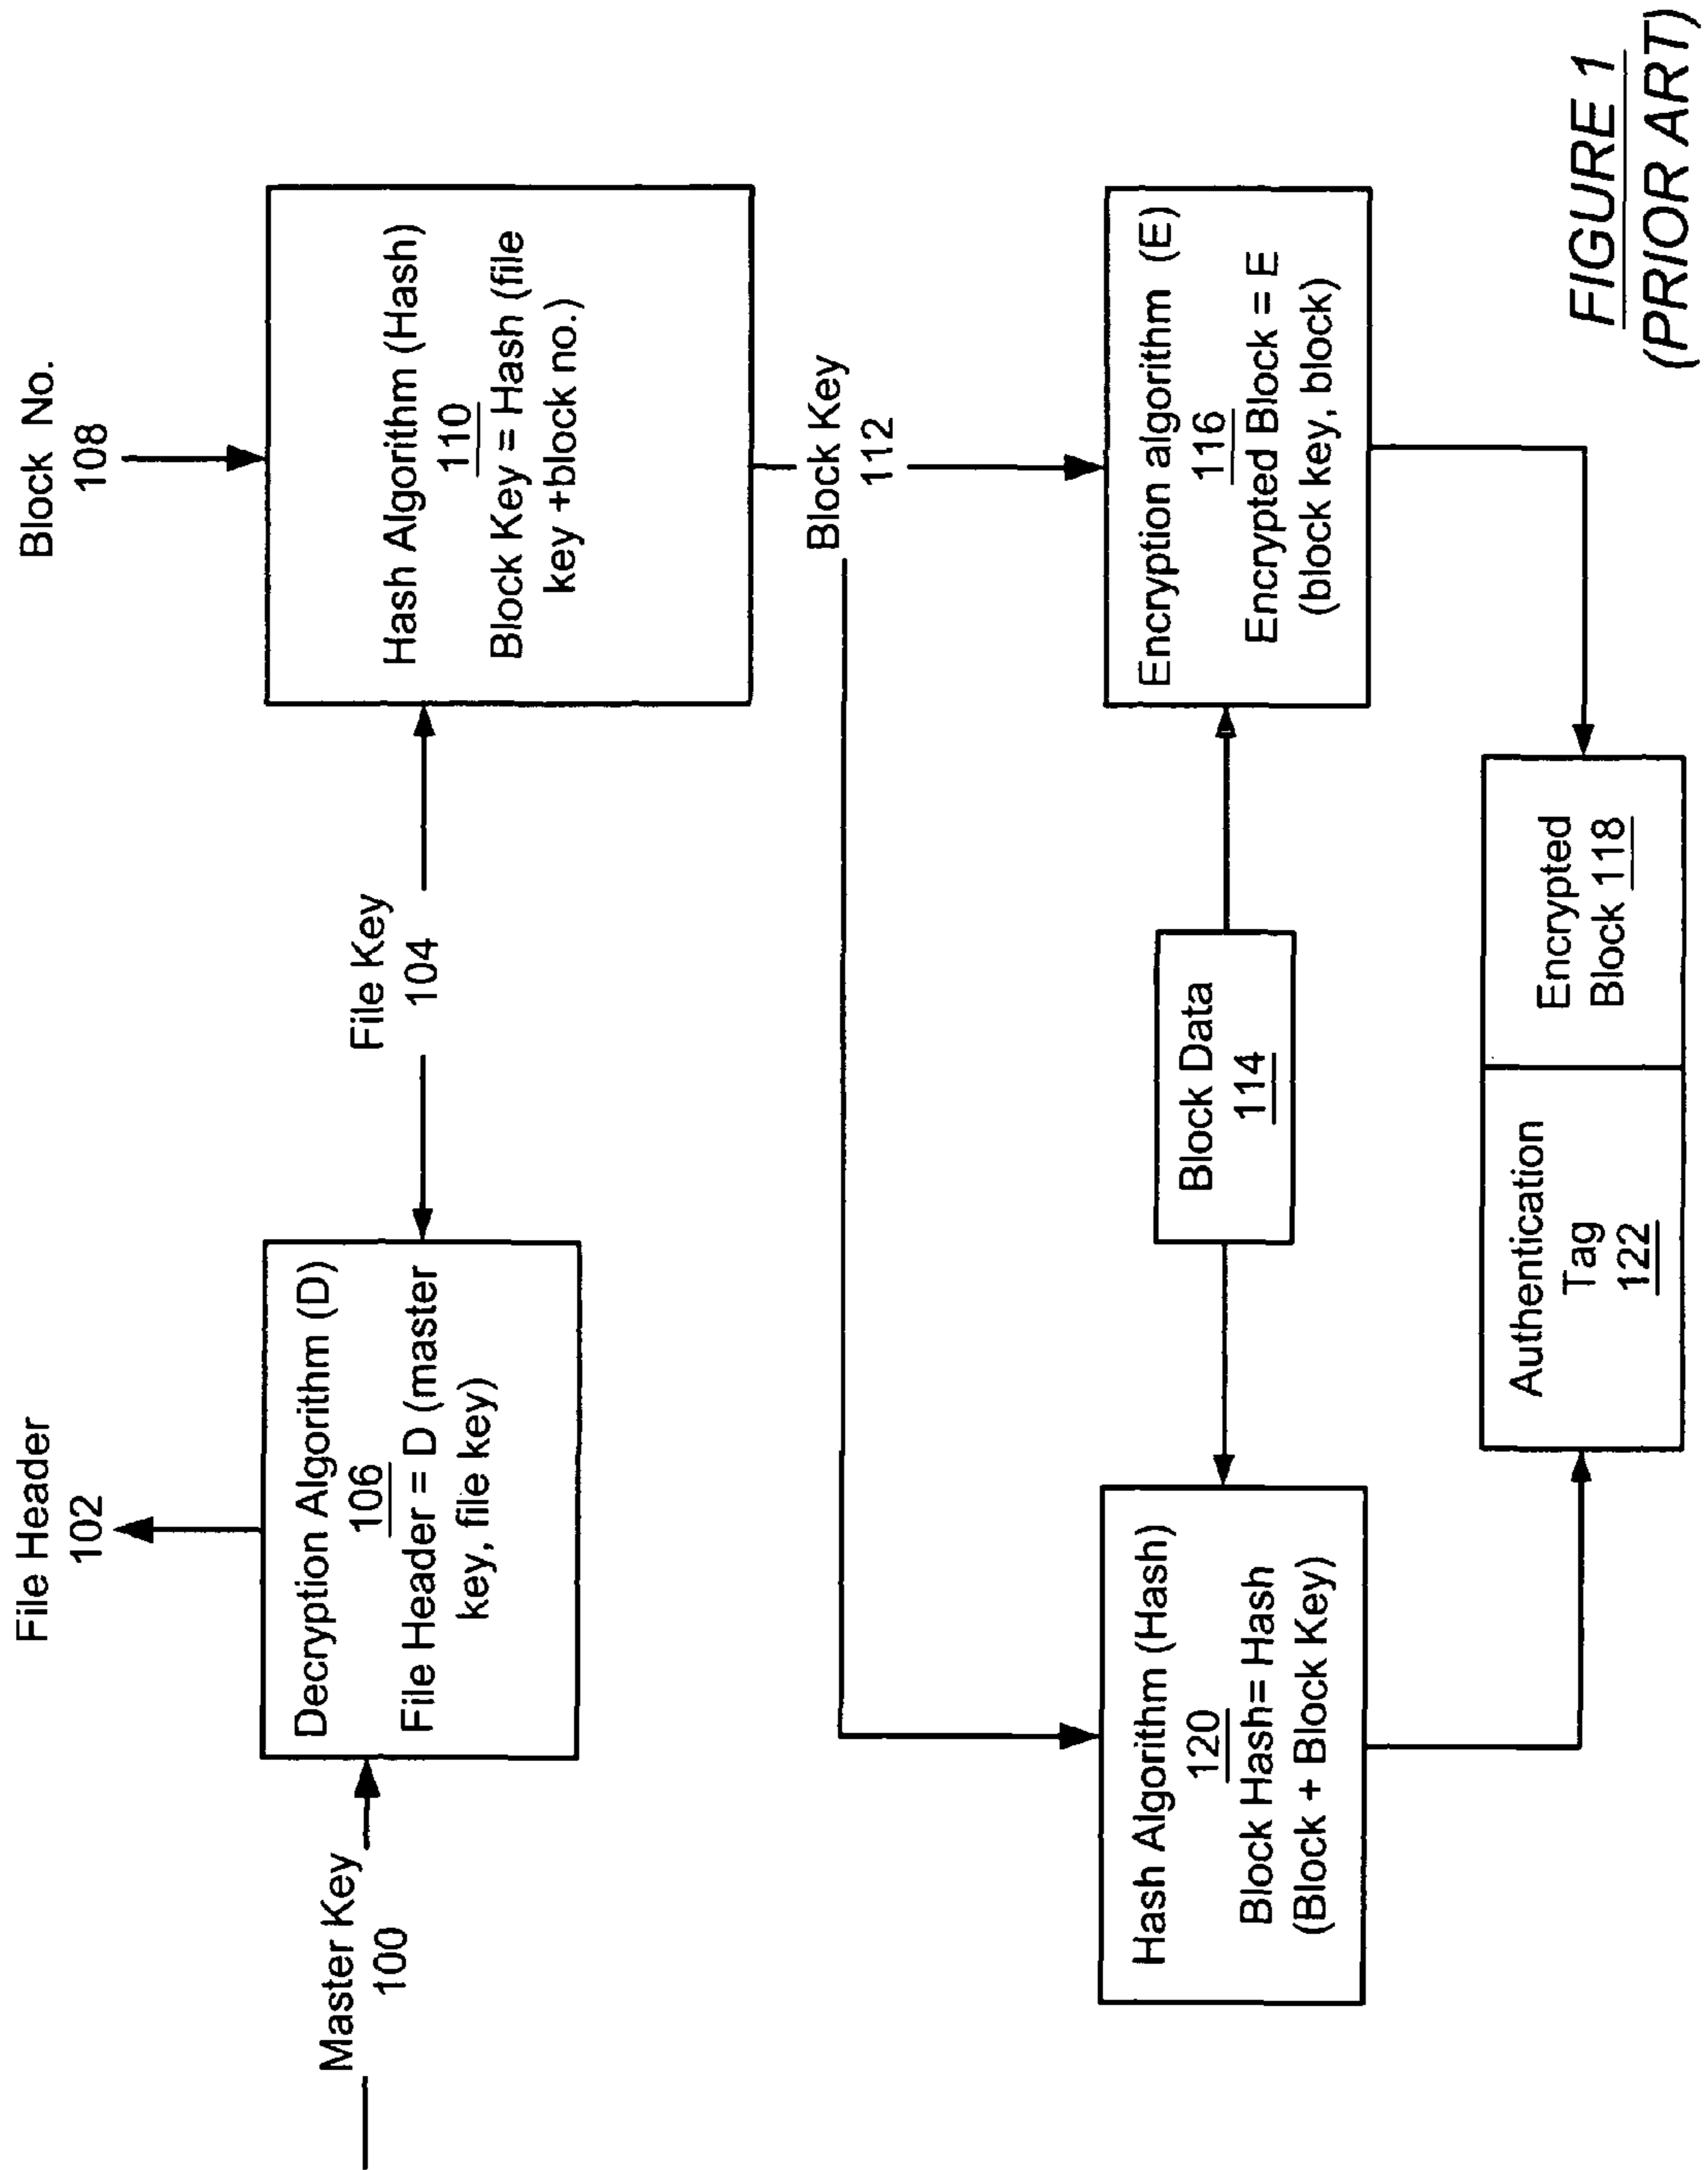 File Header
102
Block No.
108
Master Key
100
Decryption Algorithm (D)
106
File Header = D (master
key, file key)
File Key
104
Hash Algorithm (Hash)
110
Block Key = Hash (file
key +block no.)
Block Key
112
Hash Algorithm (Hash)
120
Block Hash= Hash
(Block + Block Key)
Block Data
114
Encryption algorithm (E)
116
Encrypted Block = E
(block key, block)
Authentication
Tag
122
Encrypted
Block 118
FIGURE 1
(PRIOR ART)